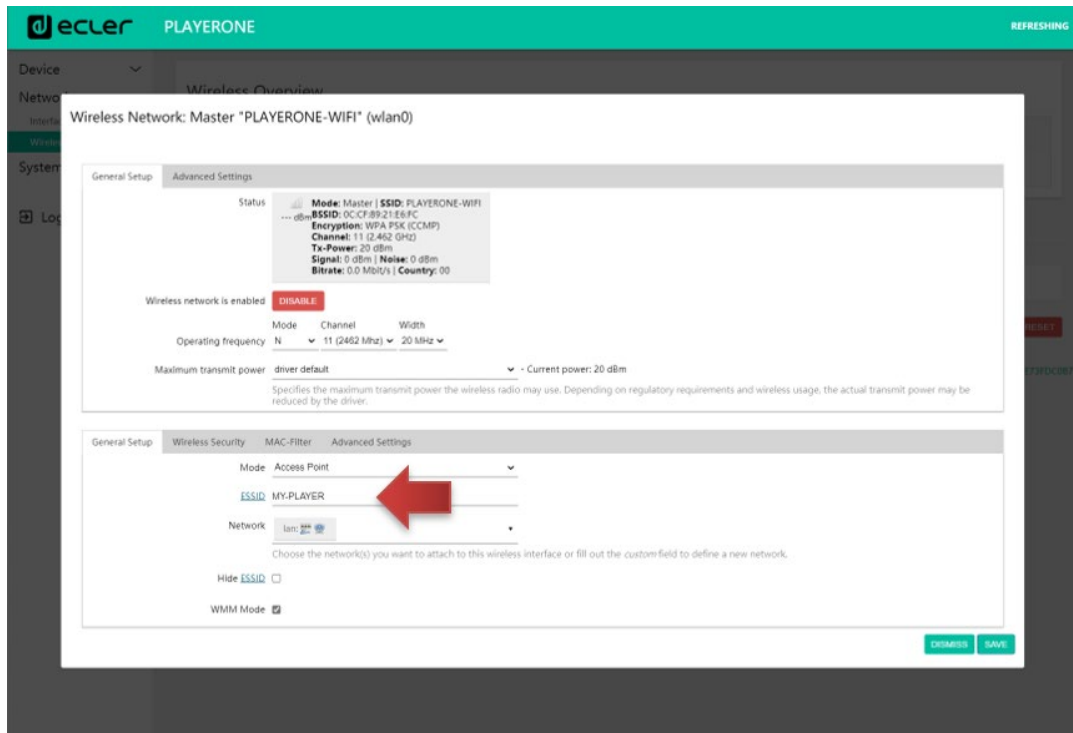 ecler PLAYERONE REFRESHING
Device
Wireless Overview
Wireless Network: Master "PLAYERONE-WIFI" (wlan0)
System
General Setup Advanced Settings
Status
Mode: Master | SSID: PLAYERONE-WIFI
--- dBm BSSID: 0C:CF:89:21:E6:FC
Encryption: WPA PSK (CCMP)
Channel: 11 (2.462 GHz)
Tx-Power: 20 dBm
Signal: 0 dBm | Noise: 0 dBm
Bitrate: 0.0 Mbit/s | Country: 00
Wireless network is enabled DISABLE
Mode Channel Width
Operating frequency N 11 (2462 Mhz) 20 MHz
RESET
Maximum transmit power driver default - Current power: 20 dBm
Specifies the maximum transmit power the wireless radio may use. Depending on regulatory requirements and wireless usage, the actual transmit power may be
reduced by the driver.
General Setup Wireless Security MAC-Filter Advanced Settings
Mode Access Point
ESSID MY-PLAYER
Network lan:
Choose the network(s) you want to attach to this wireless interface or fill out the custom field to define a new network.
Hide ESSID
WMM Mode
DISMISS SAVE